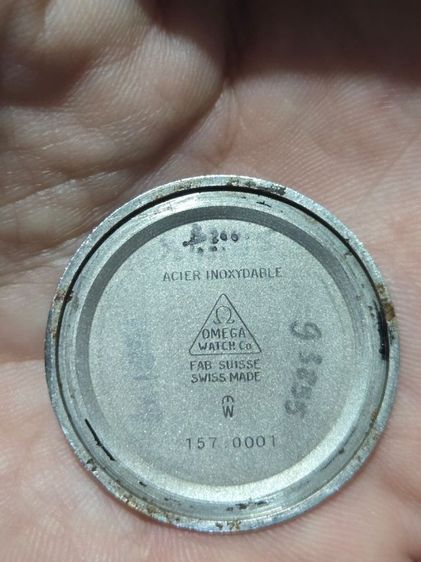 ACIER INOXYDABLE
Ω
OMEGA
WATCH Co
FAB. SUISSE
SWISS MADE
157.0001